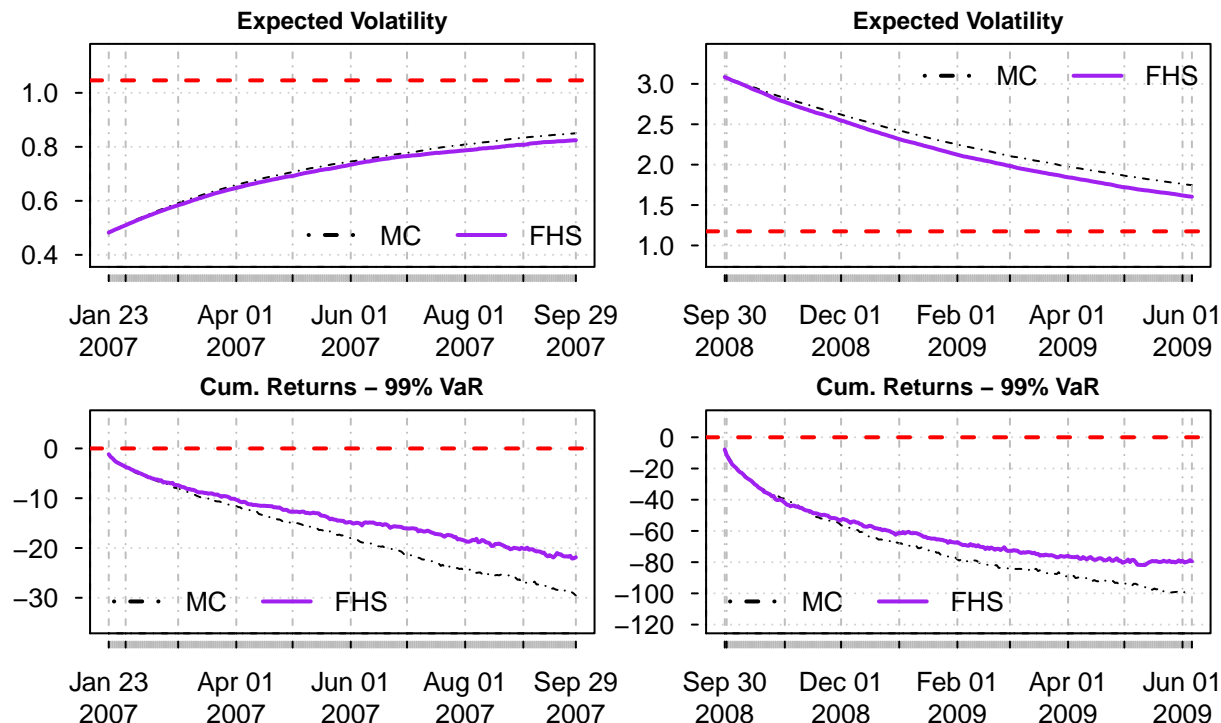 Expected Volatility
1.0
0.8
0.6
0.4
MC FHS
Jan 23 Apr 01 Jun 01 Aug 01 Sep 29
2007 2007 2007 2007 2007
Expected Volatility
3.0
2.5
2.0
1.5
1.0
MC FHS
Sep 30 Dec 01 Feb 01 Apr 01 Jun 01
2008 2008 2009 2009 2009
Cum. Returns – 99% VaR
0
−10
−20
−30
MC FHS
Jan 23 Apr 01 Jun 01 Aug 01 Sep 29
2007 2007 2007 2007 2007
Cum. Returns – 99% VaR
0
−20
−40
−60
−80
−100
−120
MC FHS
Sep 30 Dec 01 Feb 01 Apr 01 Jun 01
2008 2008 2009 2009 2009